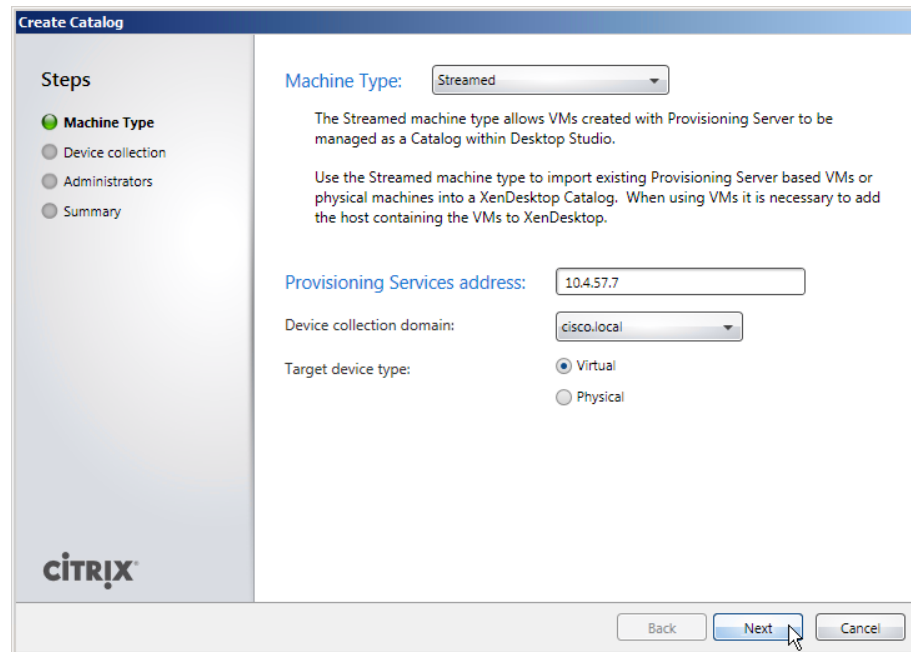 Create Catalog
Steps
Machine Type
Device collection
Administrators
Summary
CITRIX
Machine Type:
Streamed
The Streamed machine type allows VMs created with Provisioning Server to be
managed as a Catalog within Desktop Studio.
Use the Streamed machine type to import existing Provisioning Server based VMs or
physical machines into a XenDesktop Catalog. When using VMs it is necessary to add
the host containing the VMs to XenDesktop.
Provisioning Services address:
10.4.57.7
Device collection domain:
cisco.local
Target device type:
Virtual
Physical
Back
Next
Cancel